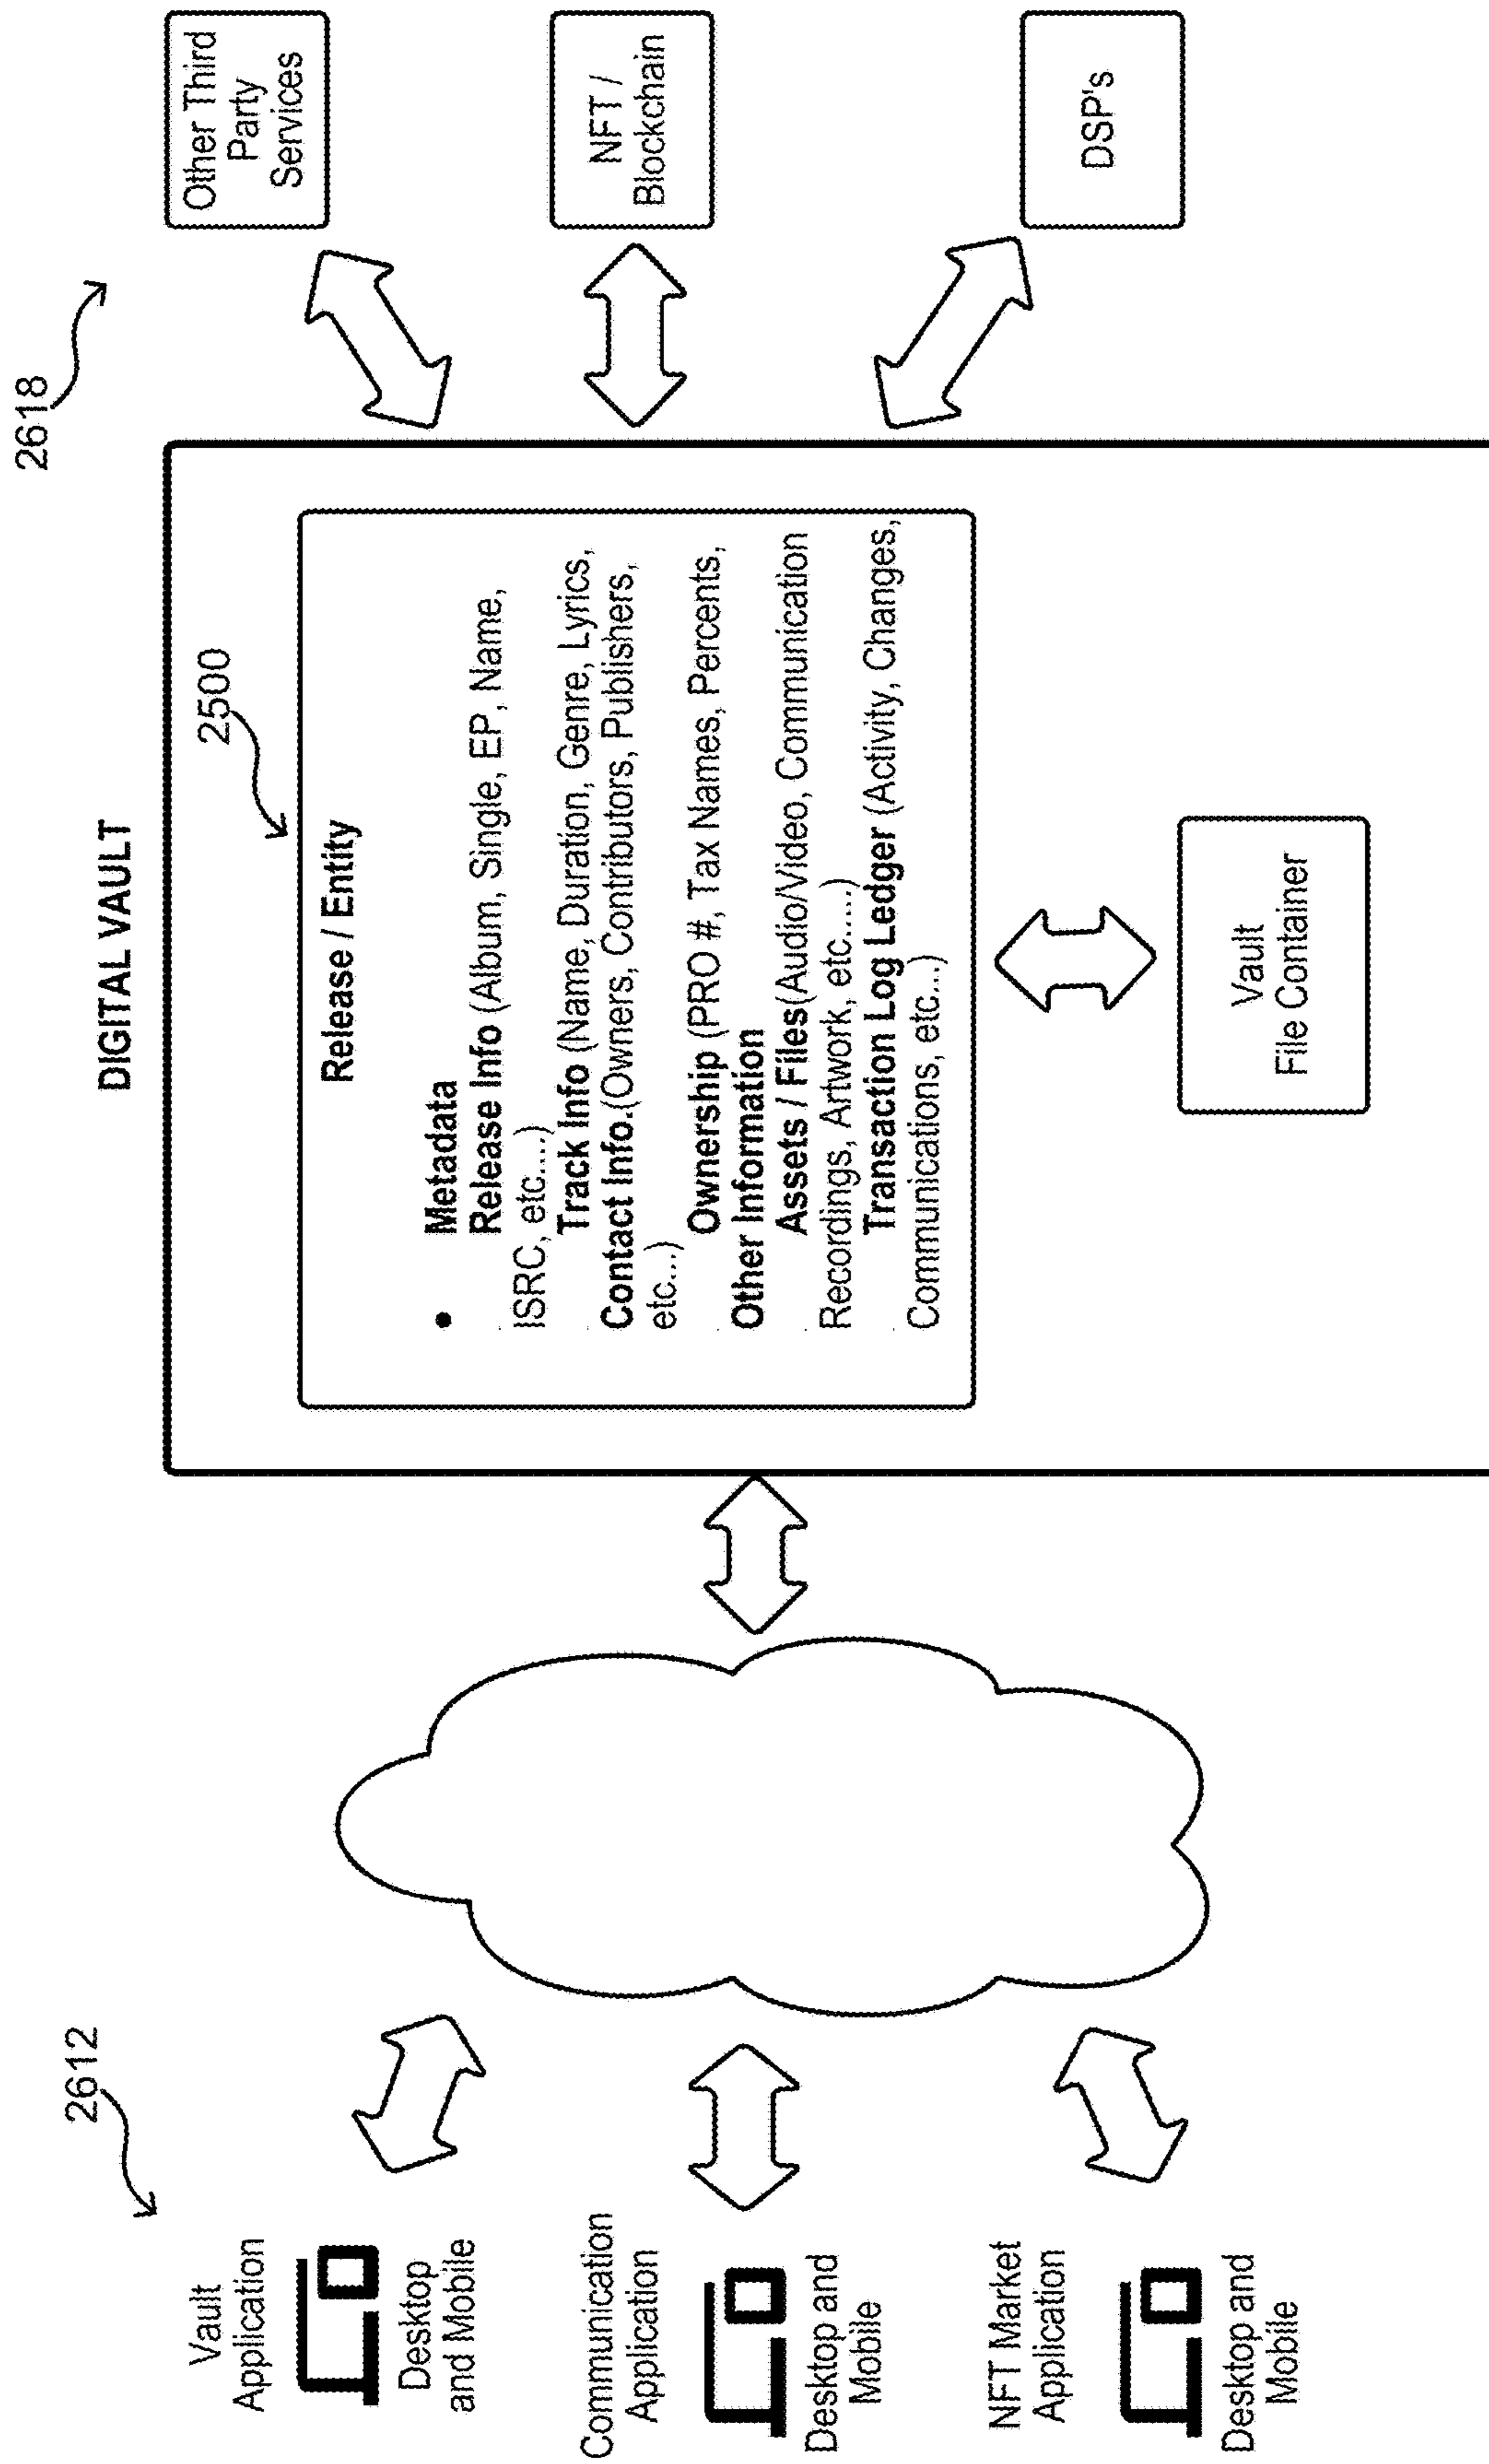 2612
Vault
Application
Desktop
and Mobile
Communication
Application
Desktop and
Mobile
NFT Market
Application
Desktop and
Mobile
DIGITAL VAULT
2500
Release / Entity
• Metadata
Release Info (Album, Single, EP, Name,
ISRC, etc....)
Track Info (Name, Duration, Genre, Lyrics,
Contact Info.(Owners, Contributors, Publishers,
etc...)
Ownership (PRO #, Tax Names, Percents,
Other Information
Assets / Files(Audio/Video, Communication
Recordings, Artwork, etc......)
Transaction Log Ledger (Activity, Changes,
Communications, etc...)
Vault
File Container
2618
Other Third
Party
Services
NFT /
Blockchain
DSP's